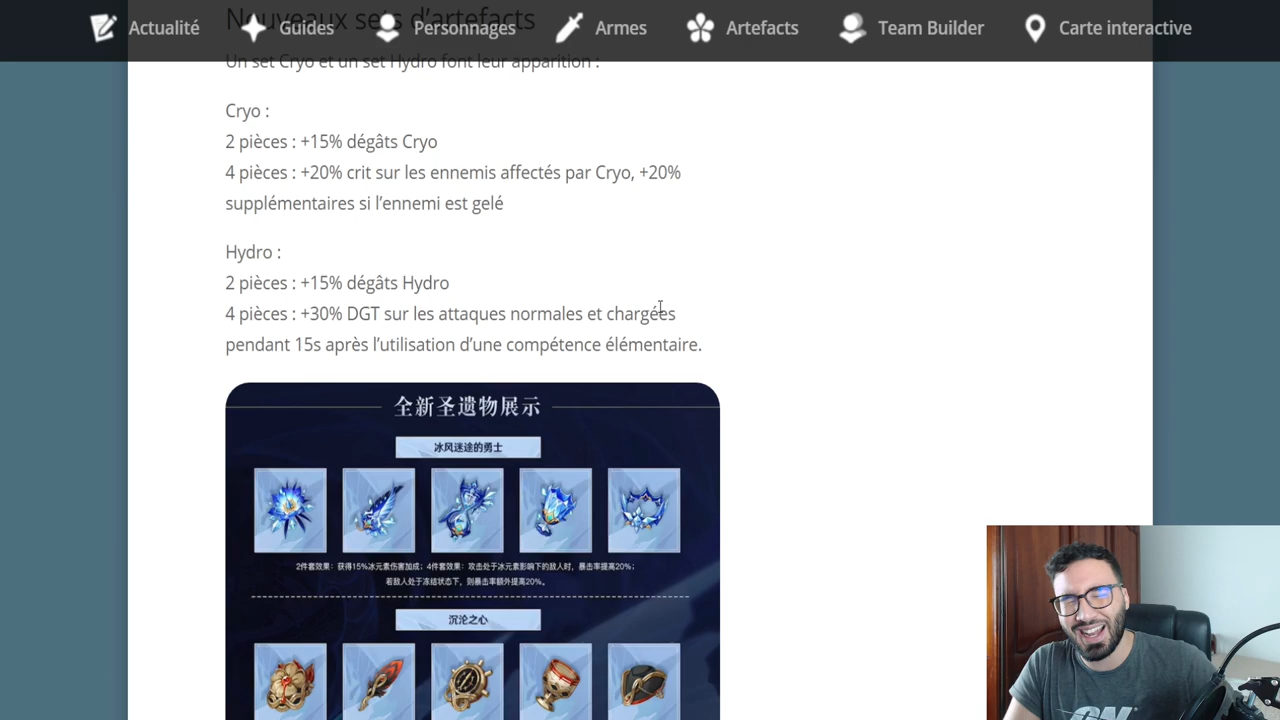 Nouveaux sets d'artefacts
Actualité
Guides
Personnages
Armes
Artefacts
Team Builder
Carte interactive
Un set Cryo et un set Hydro font leur apparition :
Cryo :
2 pièces : +15% dégâts Cryo
4 pièces : +20% crit sur les ennemis affectés par Cryo, +20%
supplémentaires si l’ennemi est gelé
Hydro :
2 pièces : +15% dégâts Hydro
4 pièces : +30% DGT sur les attaques normales et chargées
pendant 15s après l’utilisation d’une compétence élémentaire.
全新圣遗物展示
冰风迷途的勇士
2件套效果：获得15%冰元素伤害加成；4件套效果：攻击处于冰元素影响下的敌人时，暴击率提高20%；
若敌人处于冻结状态下，则暴击率额外提高20%。
沉沦之心